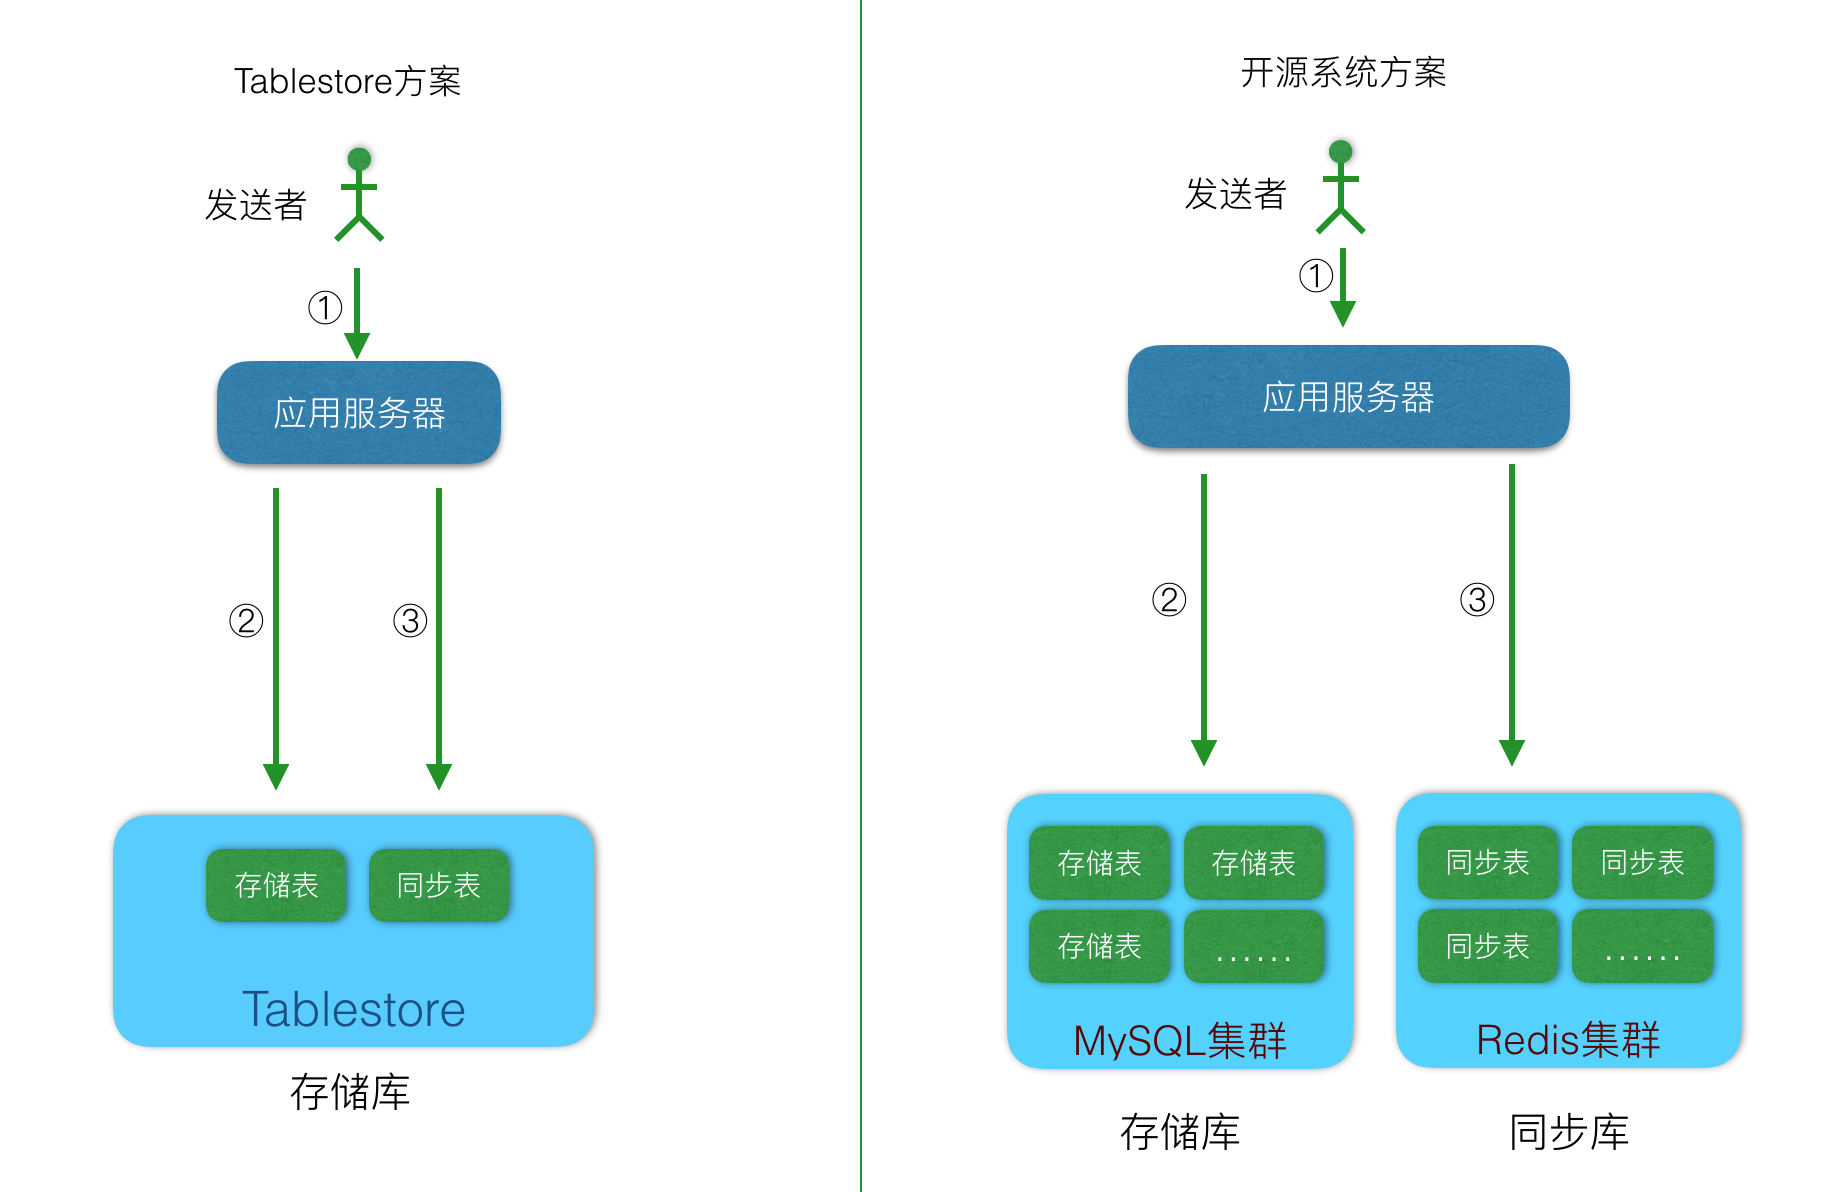 Tablestore方案
发送者
①
应用服务器
②
③
存储表
同步表
Tablestore
存储库
开源系统方案
发送者
①
应用服务器
②
③
存储表
存储表
存储表
......
MySQL集群
存储库
同步表
同步表
同步表
......
Redis集群
同步库